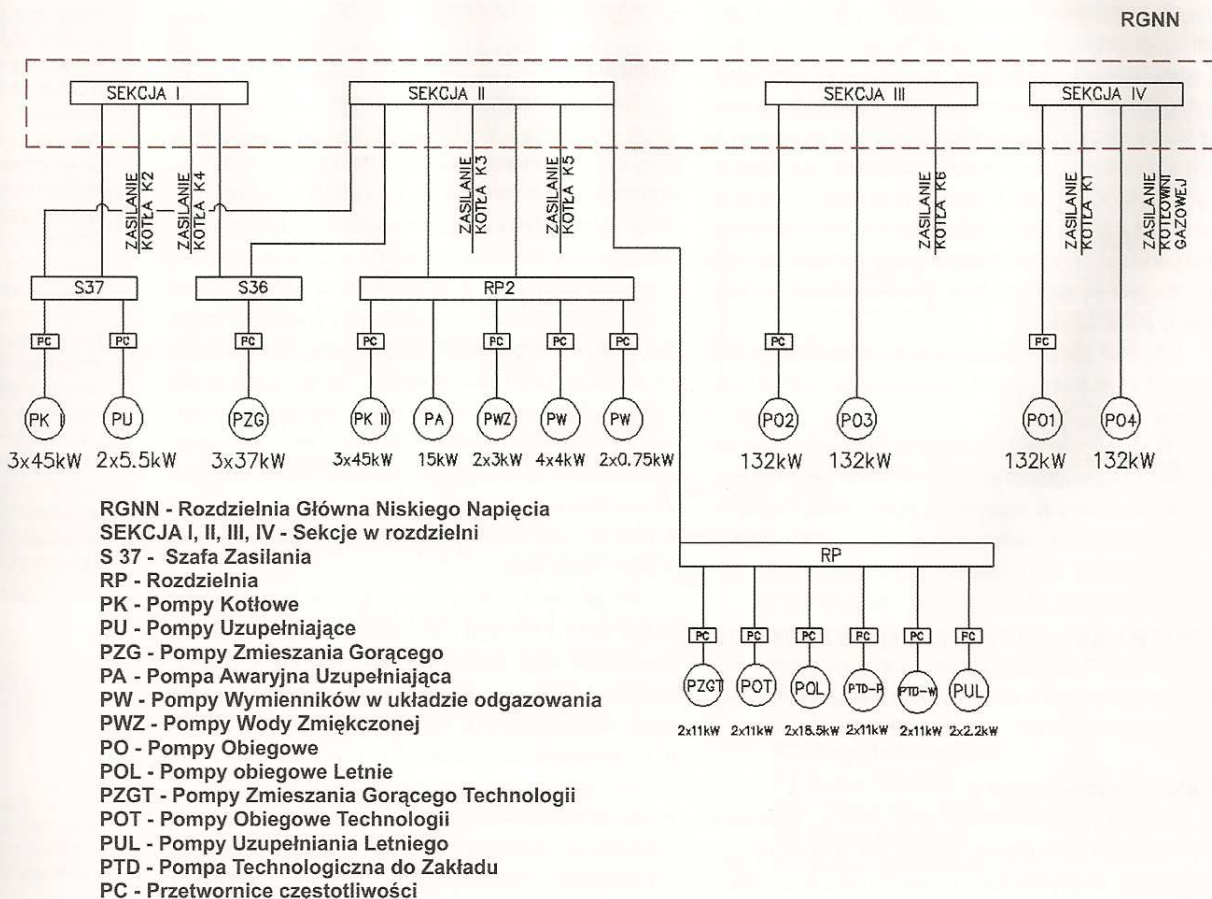 RGNN
SEKCJA I
SEKCJA II
SEKCJA III
SEKCJA IV
ZASILANIE
KOTŁA K2
ZASILANIE
KOTŁA K4
ZASILANIE
KOTŁA K3
ZASILANIE
KOTŁA K5
ZASILANIE
KOTŁA K6
ZASILANIE
KOTŁA K1
ZASILANIE
KOTŁOWNI
GAZOWEJ
S37
S36
RP2
PC PC PC PC PC PC PC PC PC
PK I PU PZG PK II PA PWZ PW PW PO2 PO3 PO1 PO4
3x45kW 2x5.5kW 3x37kW 3x45kW 15kW 2x3kW 4x4kW 2x0.75kW 132kW 132kW 132kW 132kW
RP
PC PC PC PC PC PC
PZGT POT POL PTD-P PTD-W PUL
2x11kW 2x11kW 2x18.5kW 2x11kW 2x11kW 2x2.2kW
RGNN - Rozdzielnia Główna Niskiego Napięcia
SEKCJA I, II, III, IV - Sekcje w rozdzielni
S 37 - Szafa Zasilania
RP - Rozdzielnia
PK - Pompy Kotłowe
PU - Pompy Uzupełniające
PZG - Pompy Zmieszania Gorącego
PA - Pompa Awaryjna Uzupełniająca
PW - Pompy Wymienników w układzie odgazowania
PWZ - Pompy Wody Zmiękczonej
PO - Pompy Obiegowe
POL - Pompy obiegowe Letnie
PZGT - Pompy Zmieszania Gorącego Technologii
POT - Pompy Obiegowe Technologii
PUL - Pompy Uzupełniania Letniego
PTD - Pompa Technologiczna do Zakładu
PC - Przetwornice częstotliwości